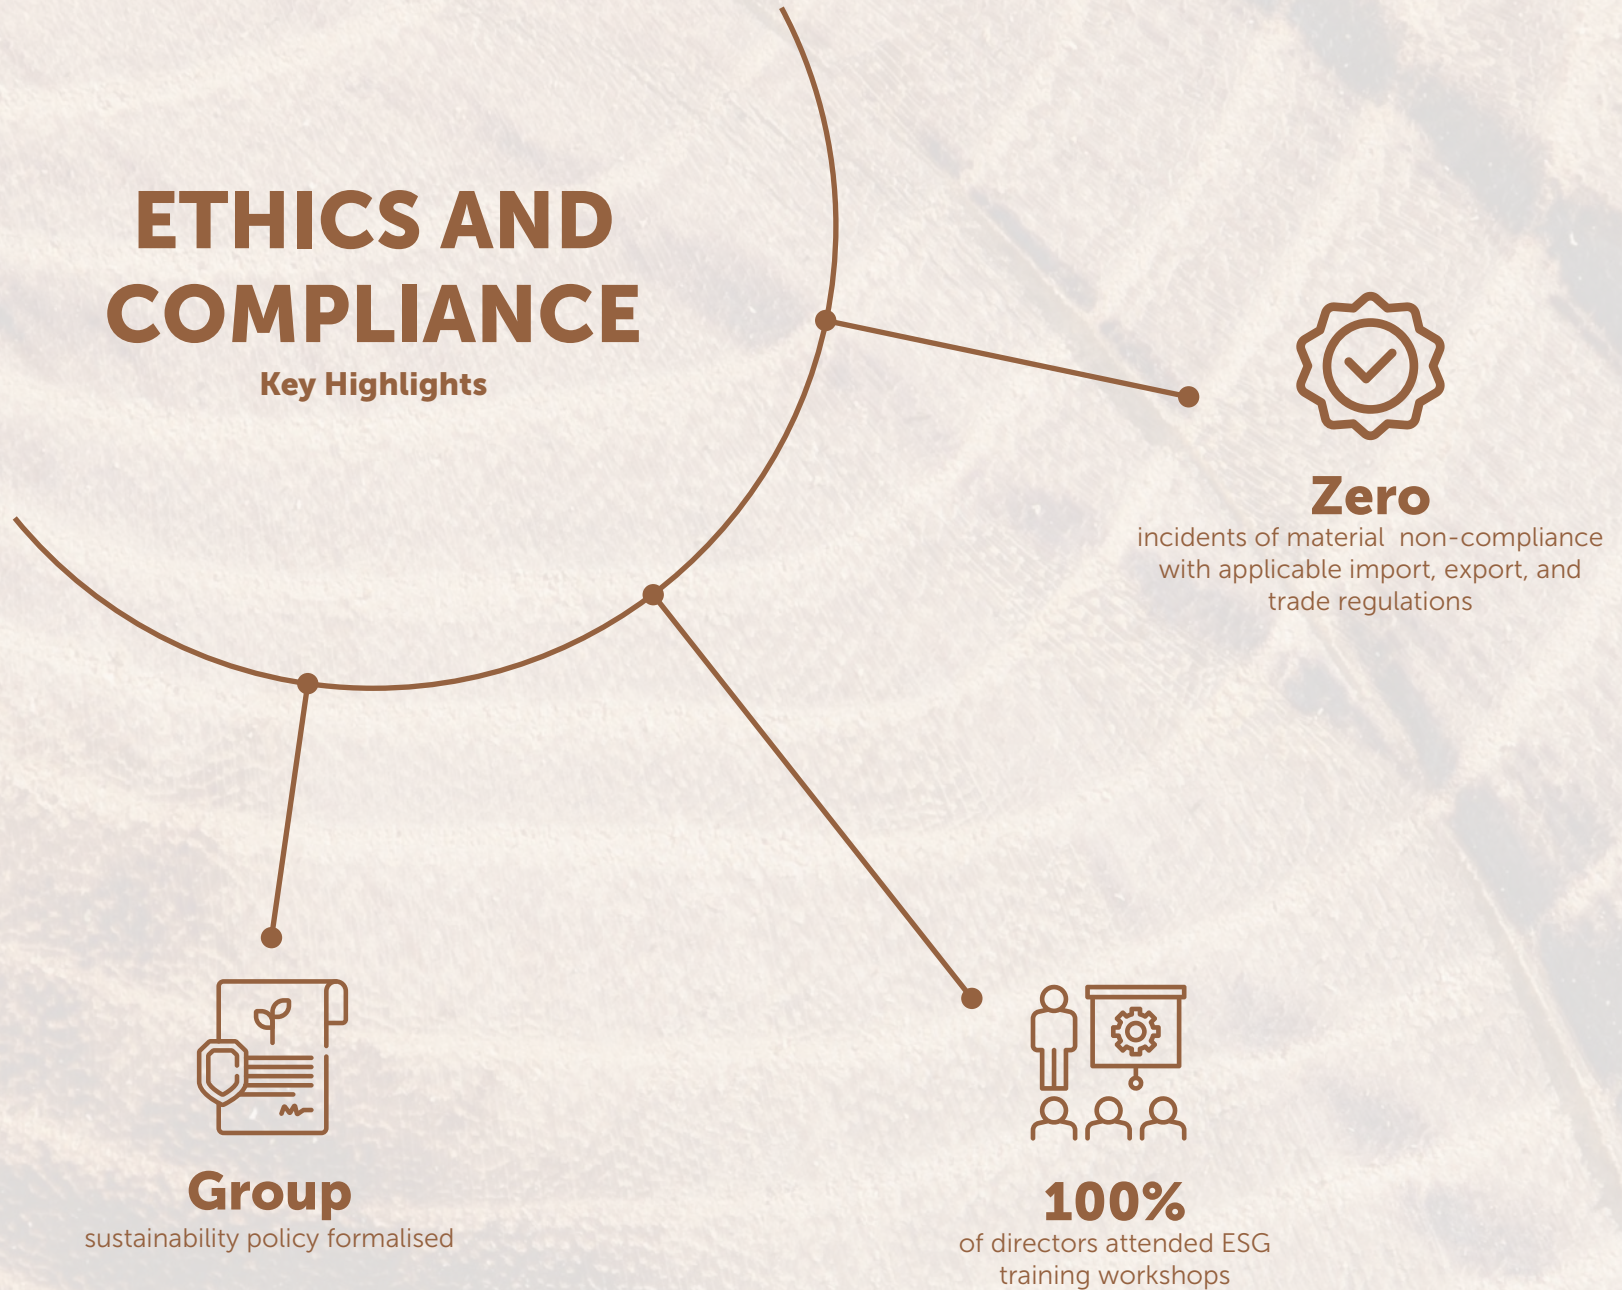 ETHICS AND
COMPLIANCE
Key Highlights
Zero
incidents of material non-compliance
with applicable import, export, and
trade regulations
Group
sustainability policy formalised
100%
of directors attended ESG
training workshops